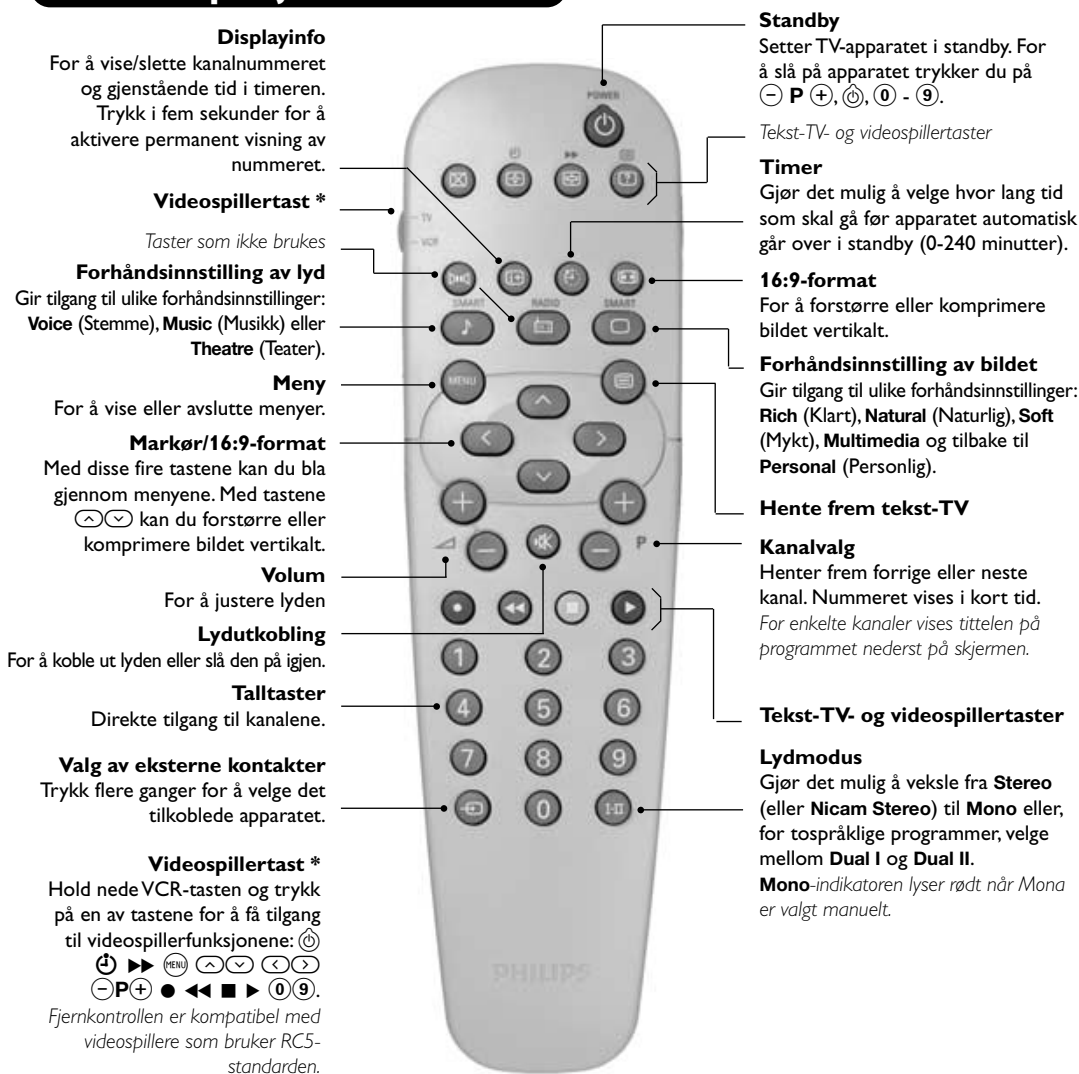 Displayinfo
For å vise/slette kanalnummeret
og gjenstående tid i timeren.
Trykk i fem sekunder for å
aktivere permanent visning av
nummeret.
Videospillertast *
Taster som ikke brukes
Forhåndsinnstilling av lyd
Gir tilgang til ulike forhåndsinnstillinger:
Voice (Stemme), Music (Musikk) eller
Theatre (Teater).
Meny
For å vise eller avslutte menyer.
Markør/16:9-format
Med disse fire tastene kan du bla
gjennom menyene. Med tastene
kan du forstørre eller
komprimere bildet vertikalt.
Volum
For å justere lyden
Lydutkobling
For å koble ut lyden eller slå den på igjen.
Talltaster
Direkte tilgang til kanalene.
Valg av eksterne kontakter
Trykk flere ganger for å velge det
tilkoblede apparatet.
Videospillertast *
Hold nede VCR-tasten og trykk
på en av tastene for å få tilgang
til videospillerfunksjonene:
▶▶ MENU
- P + ● ◀◀ ■ ▶ 0 9.
Fjernkontrollen er kompatibel med
videospillere som bruker RC5-
standarden.
POWER
TV
VCR
SMART RADIO SMART
MENU
+ +
- - P
1 2 3
4 5 6
7 8 9
0 I-II
PHILIPS
Standby
Setter TV-apparatet i standby. For
å slå på apparatet trykker du på
- P +, , 0 - 9.
Tekst-TV- og videospillertaster
Timer
Gjør det mulig å velge hvor lang tid
som skal gå før apparatet automatisk
går over i standby (0-240 minutter).
16:9-format
For å forstørre eller komprimere
bildet vertikalt.
Forhåndsinnstilling av bildet
Gir tilgang til ulike forhåndsinnstillinger:
Rich (Klart), Natural (Naturlig), Soft
(Mykt), Multimedia og tilbake til
Personal (Personlig).
Hente frem tekst-TV
Kanalvalg
Henter frem forrige eller neste
kanal. Nummeret vises i kort tid.
For enkelte kanaler vises tittelen på
programmet nederst på skjermen.
Tekst-TV- og videospillertaster
Lydmodus
Gjør det mulig å veksle fra Stereo
(eller Nicam Stereo) til Mono eller,
for tospråklige programmer, velge
mellom Dual I og Dual II.
Mono-indikatoren lyser rødt når Mona
er valgt manuelt.